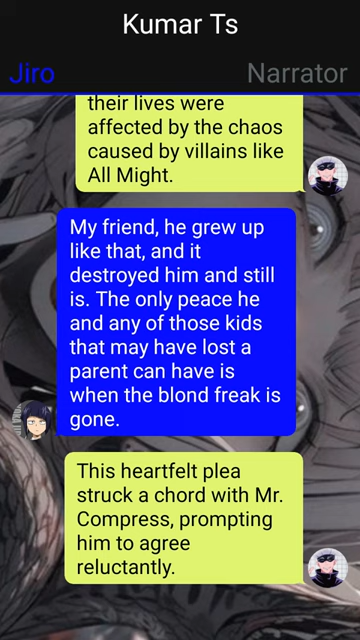 Kumar Ts
Jiro
Narrator
their lives were
affected by the chaos
caused by villains like
All Might.
My friend, he grew up
like that, and it
destroyed him and still
is. The only peace he
and any of those kids
that may have lost a
parent can have is
when the blond freak is
gone.
This heartfelt plea
struck a chord with Mr.
Compress, prompting
him to agree
reluctantly.